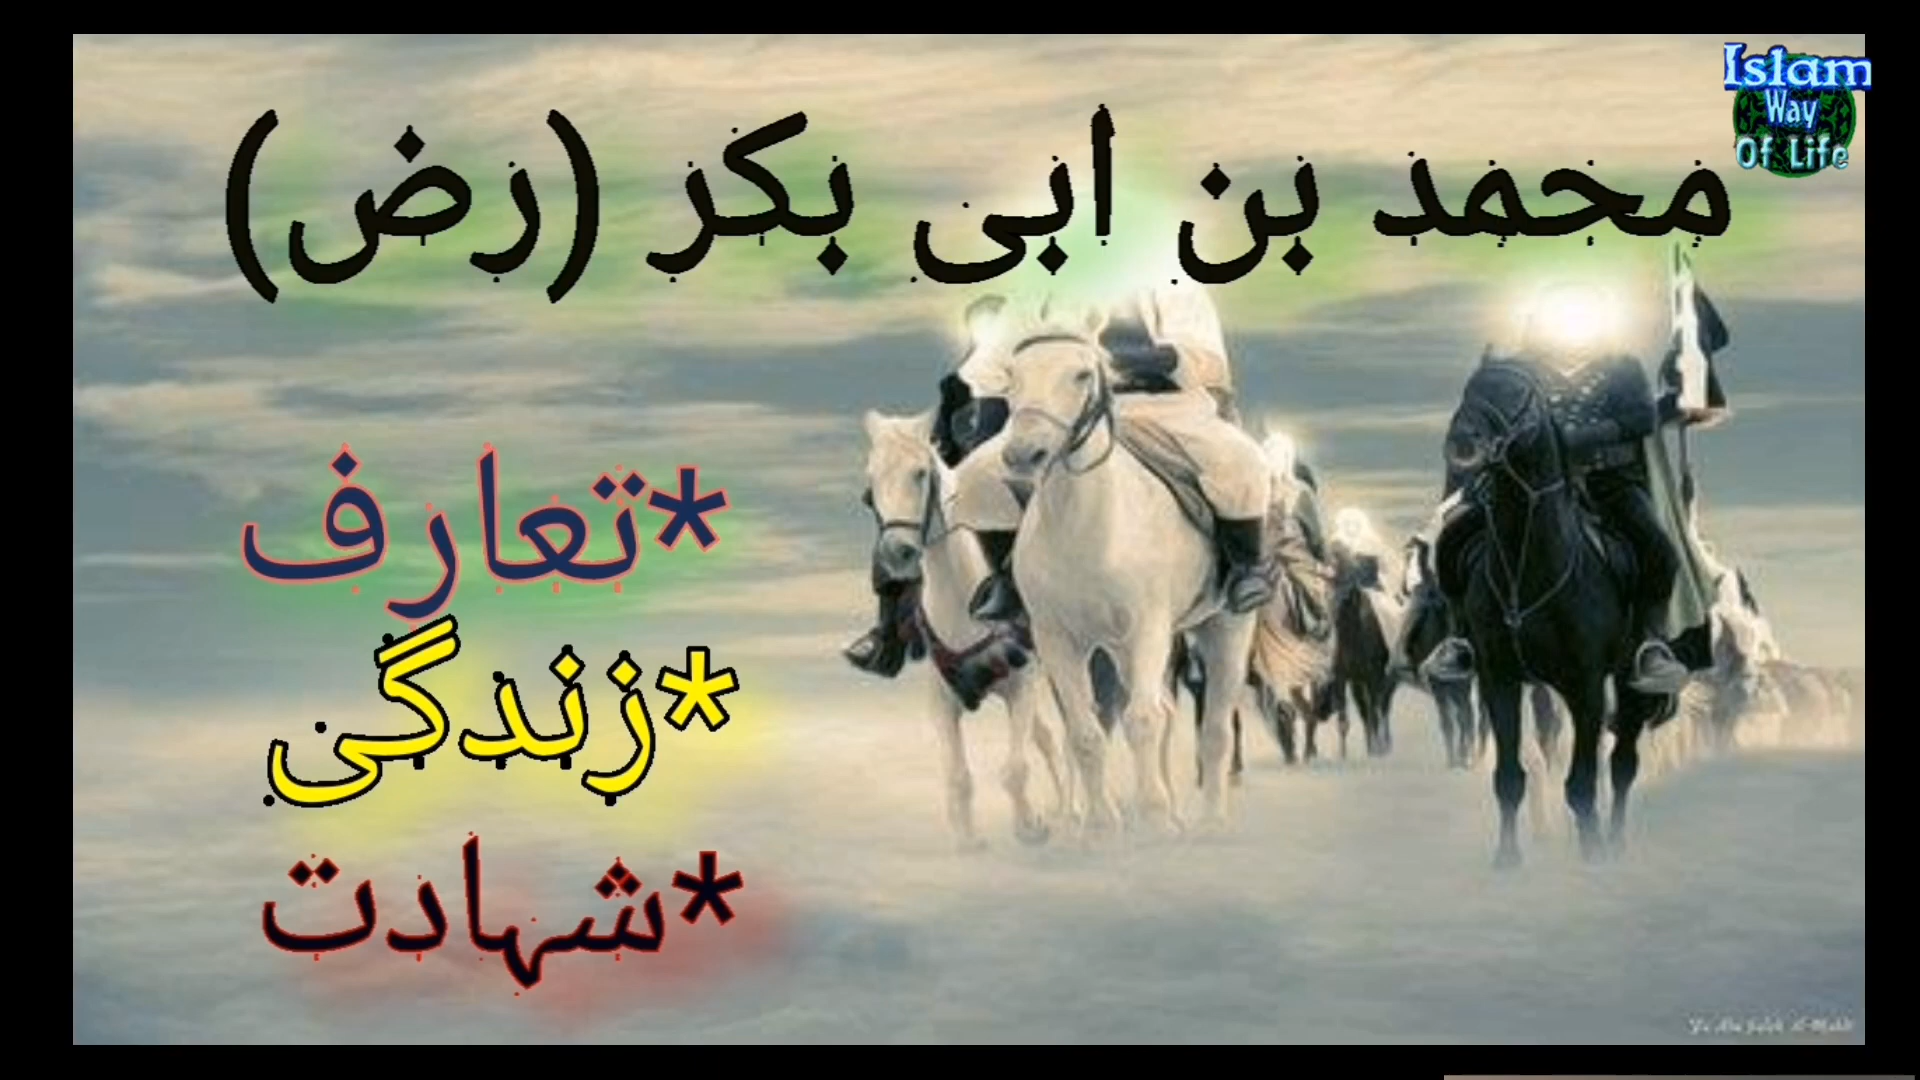 Islam
Way
Of Life
محمد بن ابی بکر (رض)
*تعارف
*زندگی
*شہادت